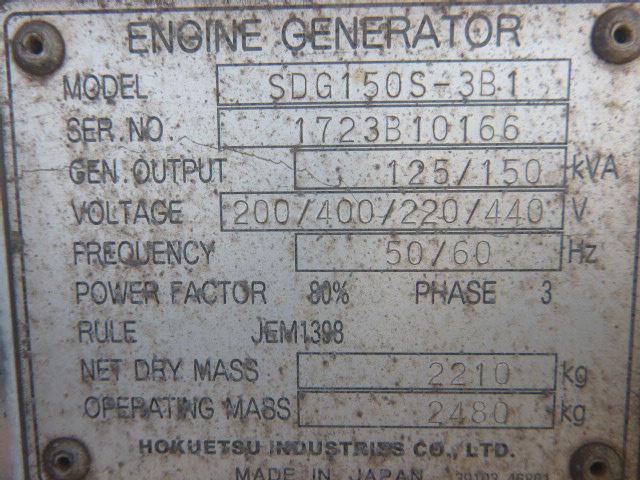 ENGINE GENERATOR
MODEL SDG150S-3B1
SER. NO. 1723B10166
GEN. OUTPUT 125/150 kVA
VOLTAGE 200/400/220/440 V
FREQUENCY 50/60 Hz
POWER FACTOR 80% PHASE 3
RULE JEM1398
NET DRY MASS 2210 kg
OPERATING MASS 2480 kg
HOKUETSU INDUSTRIES CO., LTD.
MADE IN JAPAN